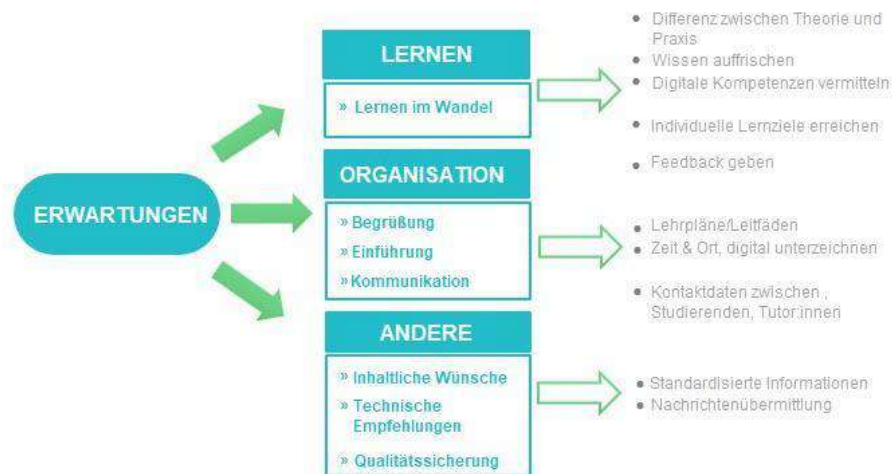 ERWARTUNGEN
LERNEN
» Lernen im Wandel
• Differenz zwischen Theorie und
Praxis
• Wissen auffrischen
• Digitale Kompetenzen vermitteln
• Individuelle Lernziele erreichen
• Feedback geben
ORGANISATION
» Begrüßung
» Einführung
» Kommunikation
• Lehrpläne/Leitfäden
• Zeit & Ort, digital unterzeichnen
• Kontaktdaten zwischen ,
Studierenden, Tutor:innen
ANDERE
» Inhaltliche Wünsche
» Technische
Empfehlungen
» Qualitätssicherung
• Standardisierte Informationen
• Nachrichtenübermittlung